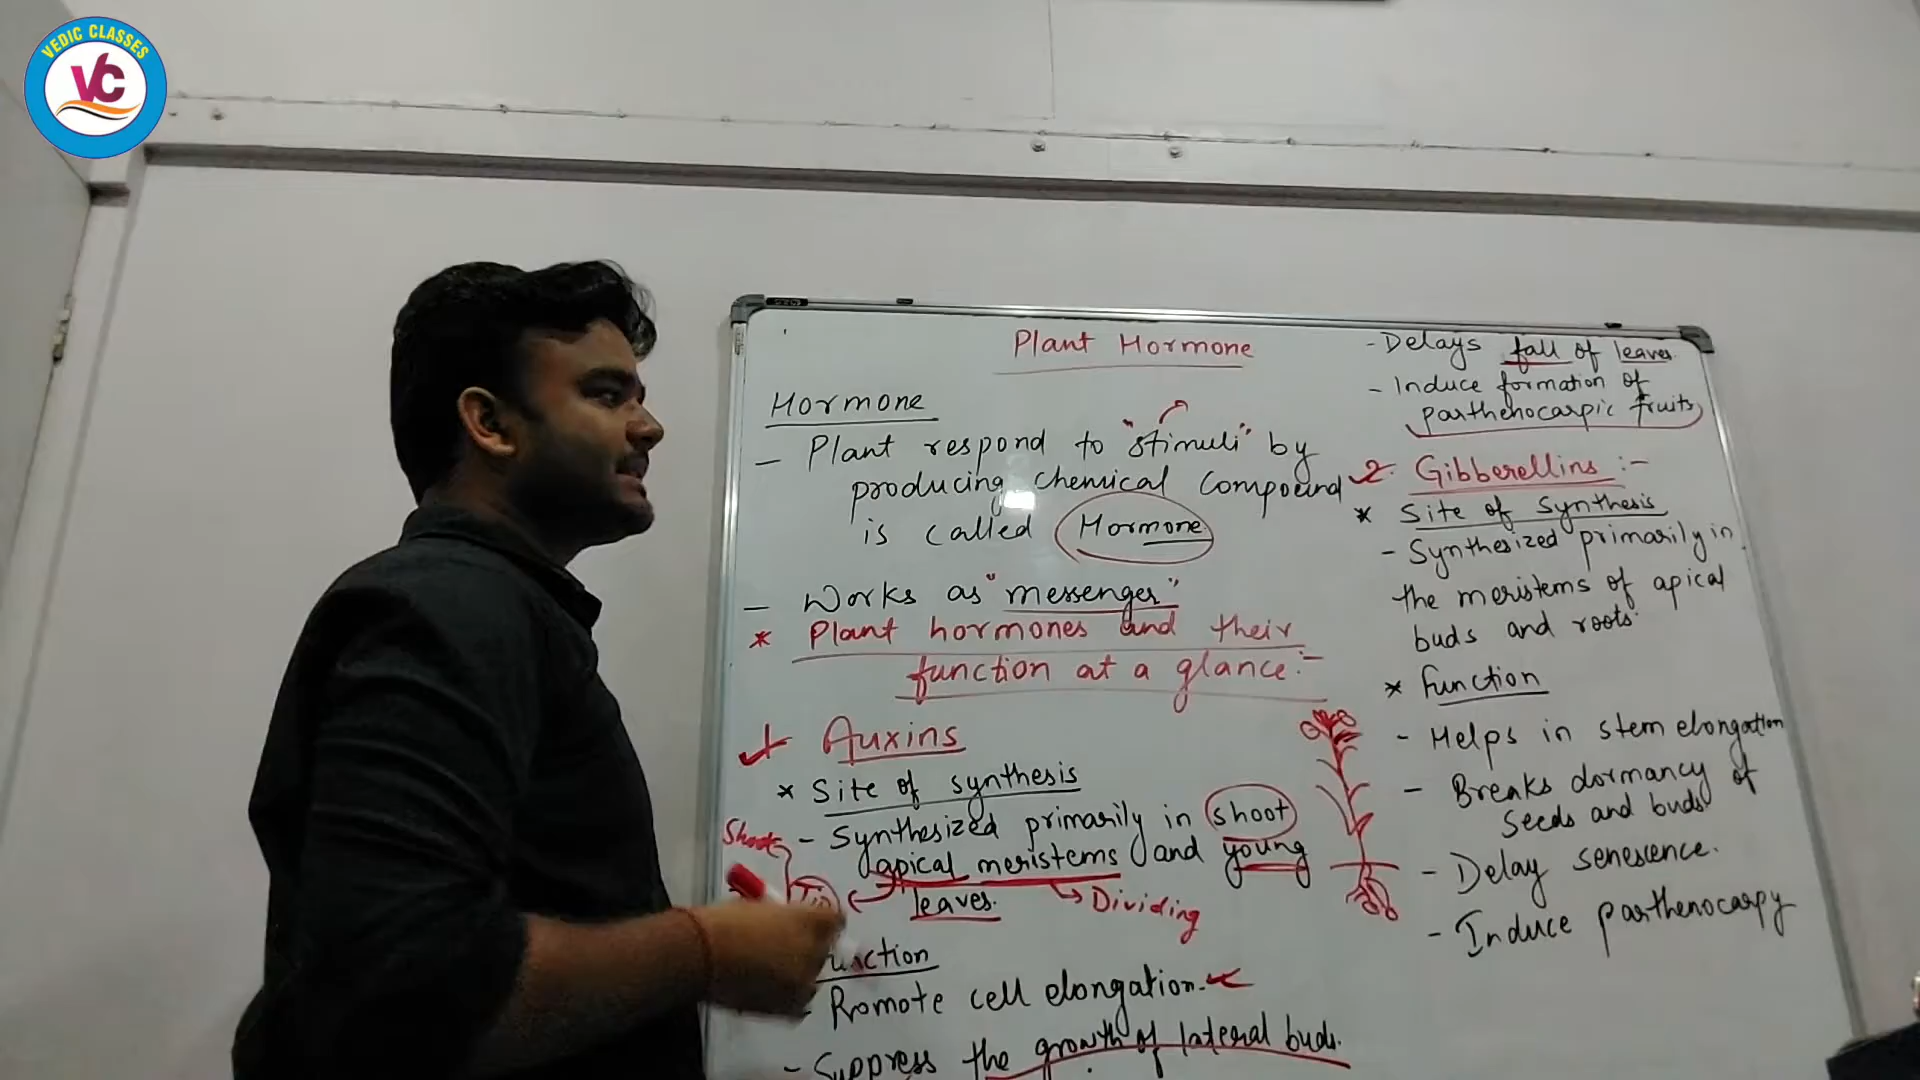 VEDIC CLASSES
VC
Plant Hormone
Hormone
- Plant respond to "stimuli" by
producing chemical compound
is called Hormone
- Works as "messenger"
* Plant hormones and their
function at a glance:-
Auxins
* Site of synthesis
- Synthesized primarily in shoot
apical meristems and young
leaves.
Shoot
Tip
Dividing
unction
- Promote cell elongation.
- Suppress the growth of lateral buds.
- Delays fall of leaves
- Induce formation of
parthenocarpic fruits
2. Gibberellins :-
* Site of Synthesis
- Synthesized primarily in
the meristems of apical
buds and roots.
* Function
- Helps in stem elongation
- Breaks dormancy of
seeds and buds
- Delay senescence.
- Induce parthenocarpy